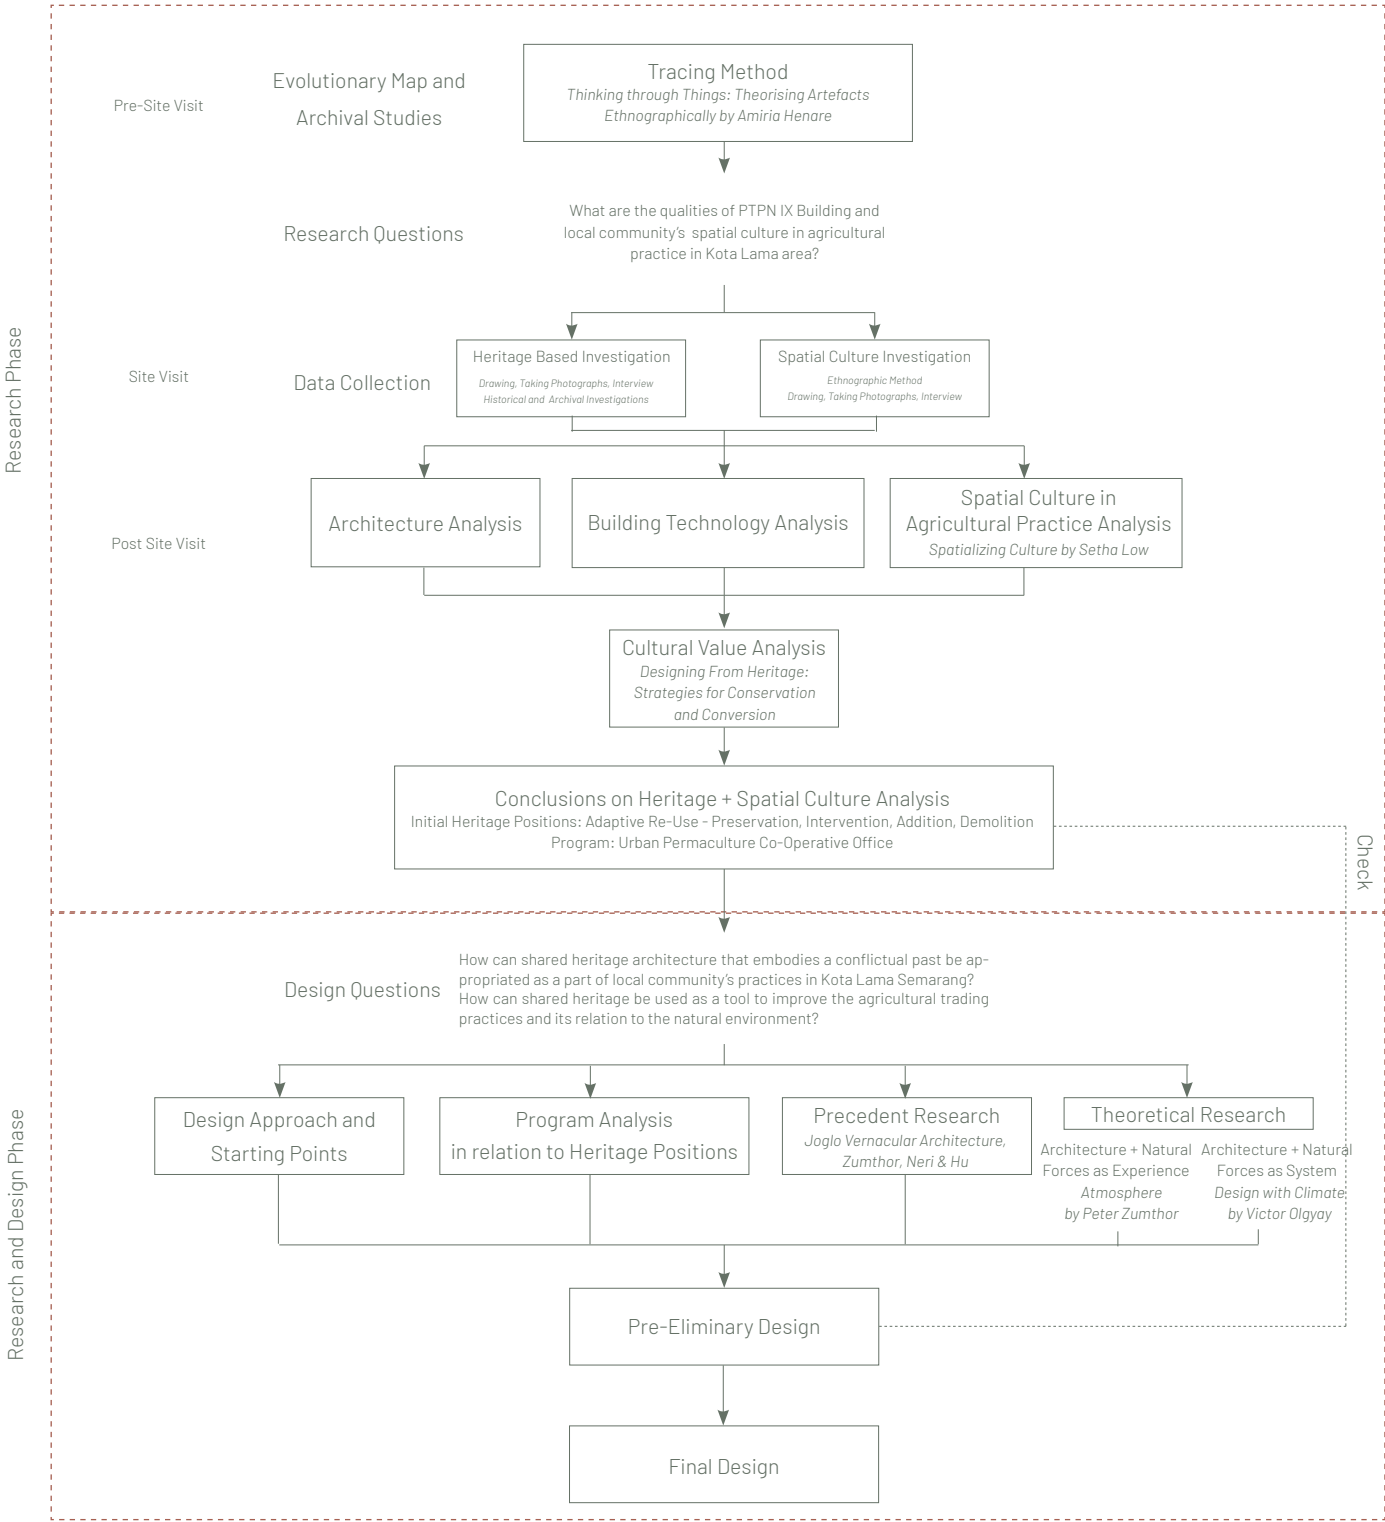 Research Phase
Pre-Site Visit
Evolutionary Map and
Archival Studies
Tracing Method
Thinking through Things: Theorising Artefacts
Ethnographically by Amiria Henare
Research Questions
What are the qualities of PTPN IX Building and
local community's spatial culture in agricultural
practice in Kota Lama area?
Site Visit
Data Collection
Heritage Based Investigation
Drawing, Taking Photographs, Interview
Historical and Archival Investigations
Spatial Culture Investigation
Ethnographic Method
Drawing, Taking Photographs, Interview
Post Site Visit
Architecture Analysis
Building Technology Analysis
Spatial Culture in
Agricultural Practice Analysis
Spatializing Culture by Setha Low
Cultural Value Analysis
Designing From Heritage:
Strategies for Conservation
and Conversion
Conclusions on Heritage + Spatial Culture Analysis
Initial Heritage Positions: Adaptive Re-Use - Preservation, Intervention, Addition, Demolition
Program: Urban Permaculture Co-Operative Office
Check
Research and Design Phase
Design Questions
How can shared heritage architecture that embodies a conflictual past be ap-
propriated as a part of local community's practices in Kota Lama Semarang?
How can shared heritage be used as a tool to improve the agricultural trading
practices and its relation to the natural environment?
Design Approach and
Starting Points
Program Analysis
in relation to Heritage Positions
Precedent Research
Joglo Vernacular Architecture,
Zumthor, Neri & Hu
Theoretical Research
Architecture + Natural
Forces as Experience
Atmosphere
by Peter Zumthor
Architecture + Natural
Forces as System
Design with Climate
by Victor Olgyay
Pre-Eliminary Design
Final Design